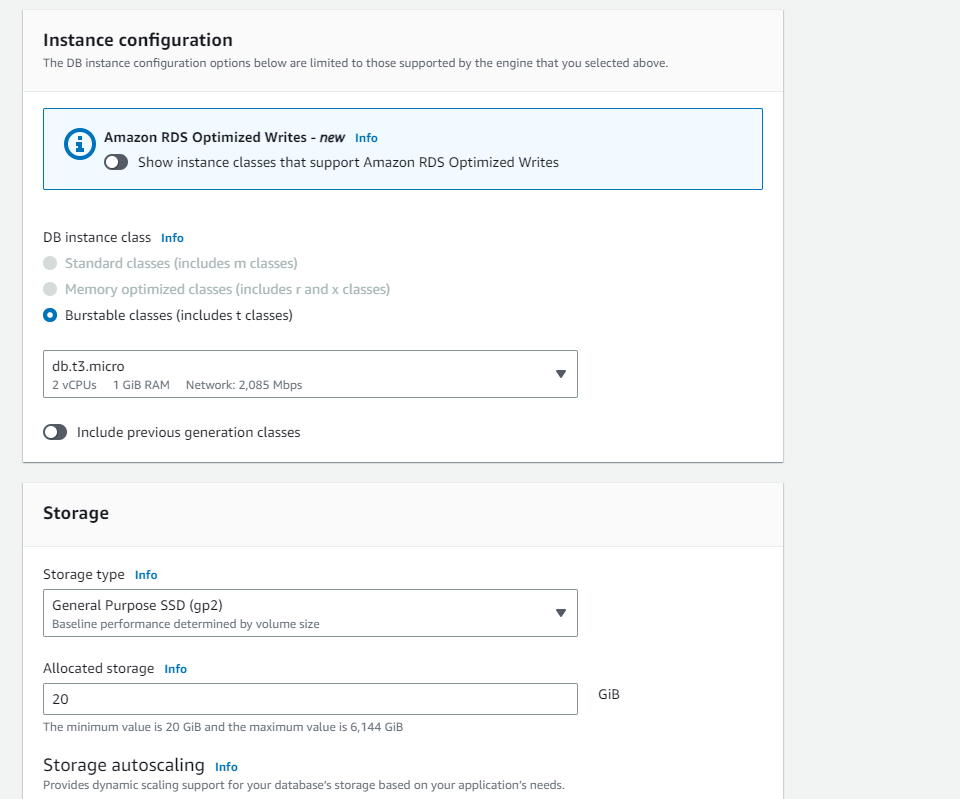 Instance configuration
The DB instance configuration options below are limited to those supported by the engine that you selected above.
Amazon RDS Optimized Writes - new Info
Show instance classes that support Amazon RDS Optimized Writes
DB instance class Info
Standard classes (includes m classes)
Memory optimized classes (includes r and x classes)
Burstable classes (includes t classes)
db.t3.micro
2 vCPUs 1 GiB RAM Network: 2,085 Mbps
Include previous generation classes
Storage
Storage type Info
General Purpose SSD (gp2)
Baseline performance determined by volume size
Allocated storage Info
20 GiB
The minimum value is 20 GiB and the maximum value is 6,144 GiB
Storage autoscaling Info
Provides dynamic scaling support for your database's storage based on your application's needs.